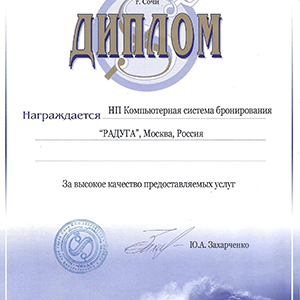 г. Сочи
ДИПЛОМ
Награждается НП Компьютерная система бронирования
"РАДУГА", Москва, Россия
За высокое качество предоставляемых услуг
Ю.А. Захарченко